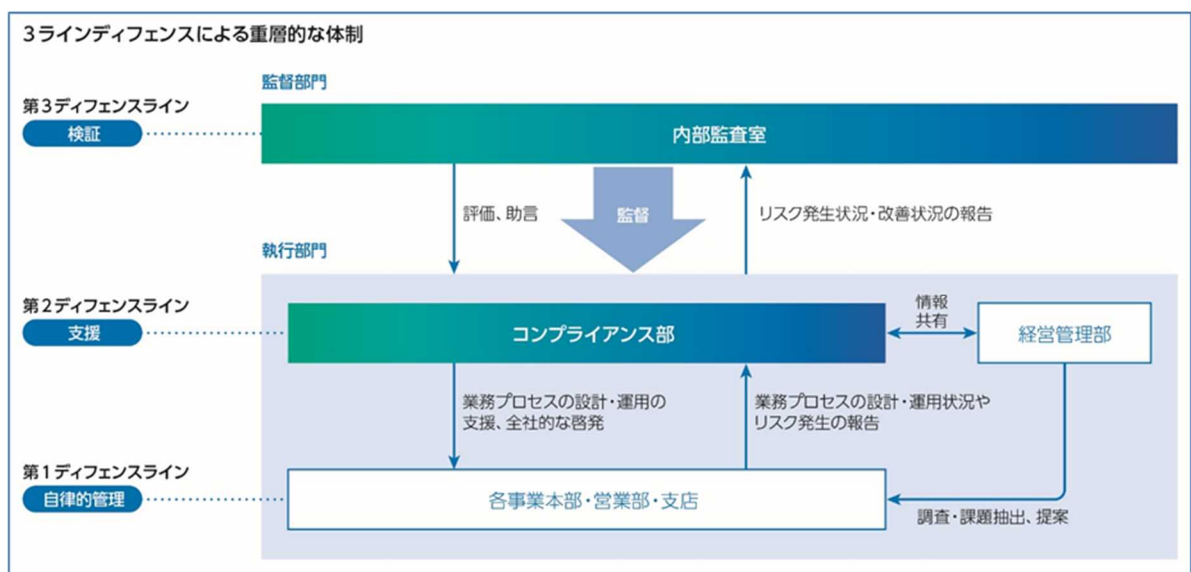 3ラインディフェンスによる重層的な体制
監督部門
第3ディフェンスライン
検証
内部監査室
評価、助言
監督
リスク発生状況・改善状況の報告
執行部門
第2ディフェンスライン
支援
コンプライアンス部
情報
共有
経営管理部
業務プロセスの設計・運用の
支援、全社的な啓発
業務プロセスの設計・運用状況や
リスク発生の報告
第1ディフェンスライン
自律的管理
各事業本部・営業部・支店
調査・課題抽出、提案